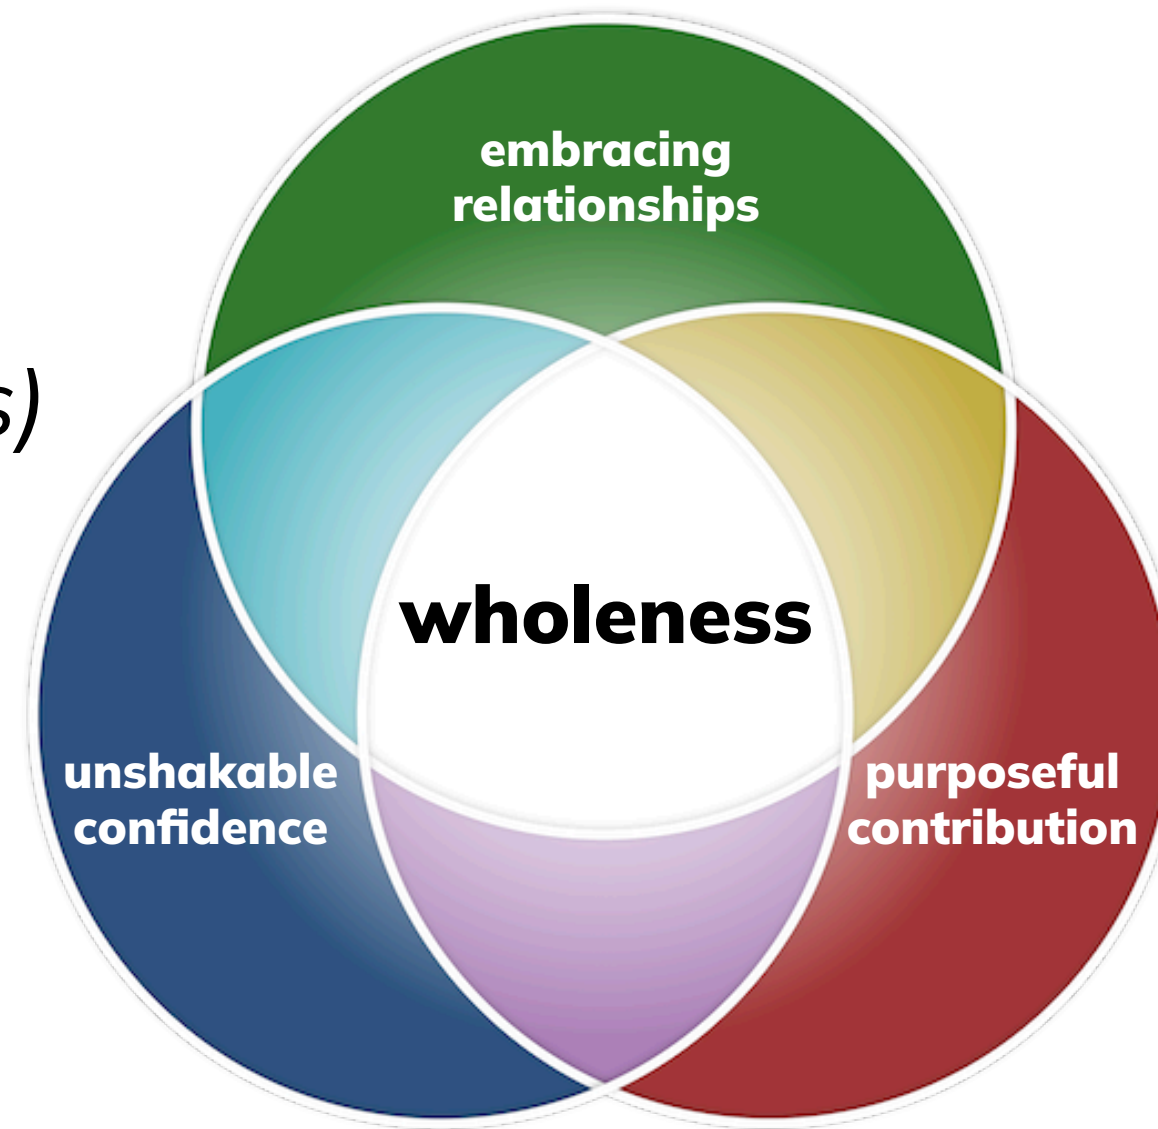 embracing
relationships
s)
wholeness
unshakable
confidence
purposeful
contribution